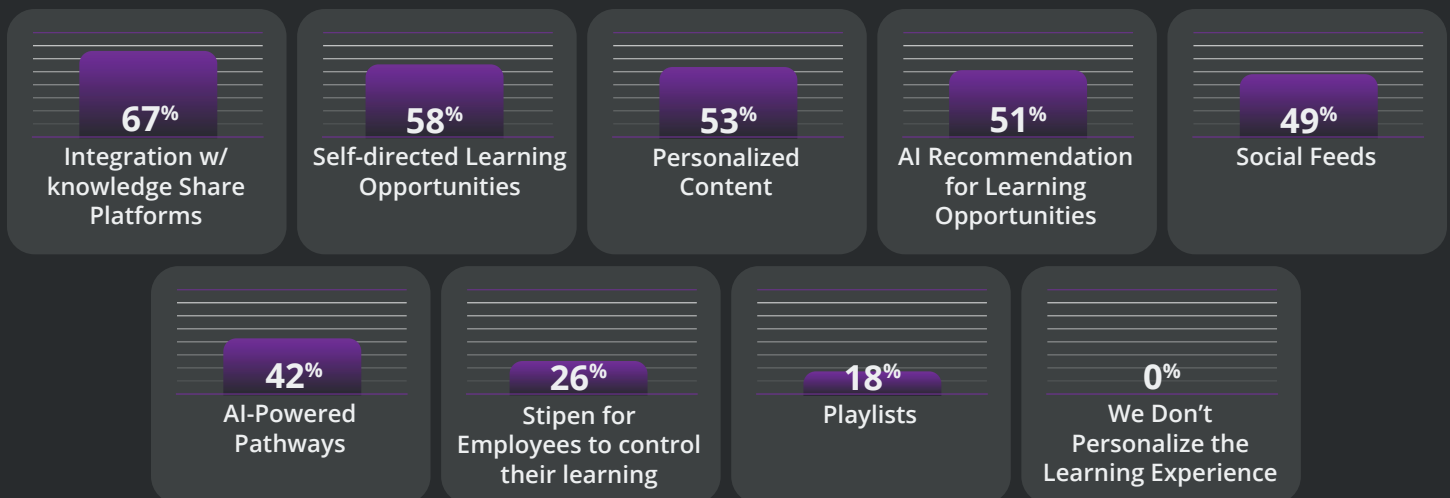 67%
Integration w/
knowledge Share
Platforms
58%
Self-directed Learning
Opportunities
53%
Personalized
Content
51%
AI Recommendation
for Learning
Opportunities
49%
Social Feeds
42%
AI-Powered
Pathways
26%
Stipen for
Employees to control
their learning
18%
Playlists
0%
We Don’t
Personalize the
Learning Experience